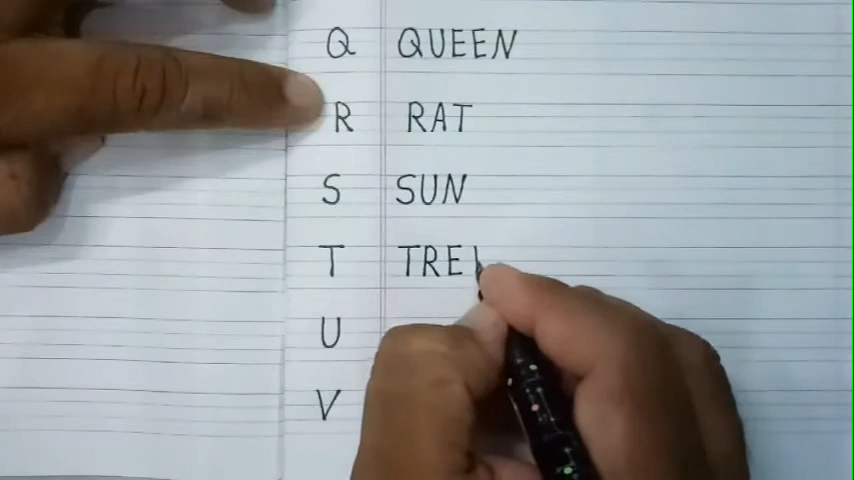 Q QUEEN
R RAT
S SUN
T TRE
U
V